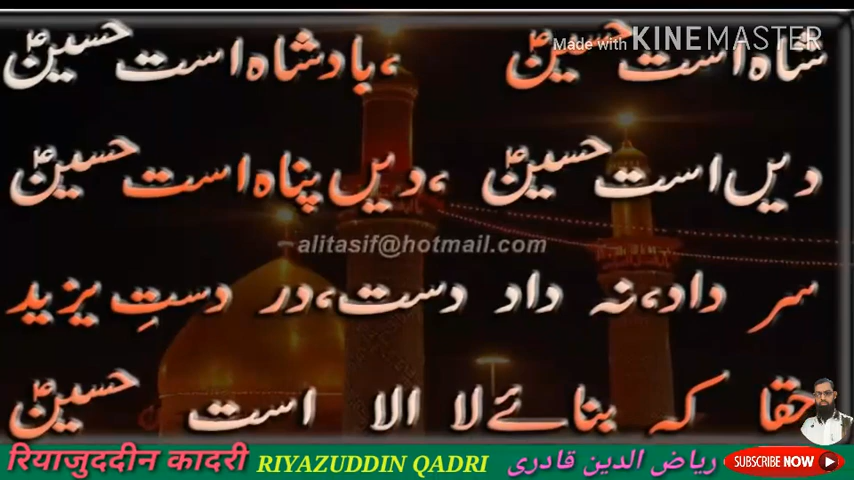 Made with KINEMASTER
شاہ است حسینؑ ،بادشاہ است حسینؑ
دیں است حسینؑ ،دیں پناہ است حسینؑ
alitasif@hotmail.com
سر داد،نہ داد دست،در دستِ یزید
حقا کہ بنائےلا الا است حسینؑ
रियाजुददीन कादरी RIYAZUDDIN QADRI ریاض الدین قادری SUBSCRIBE NOW